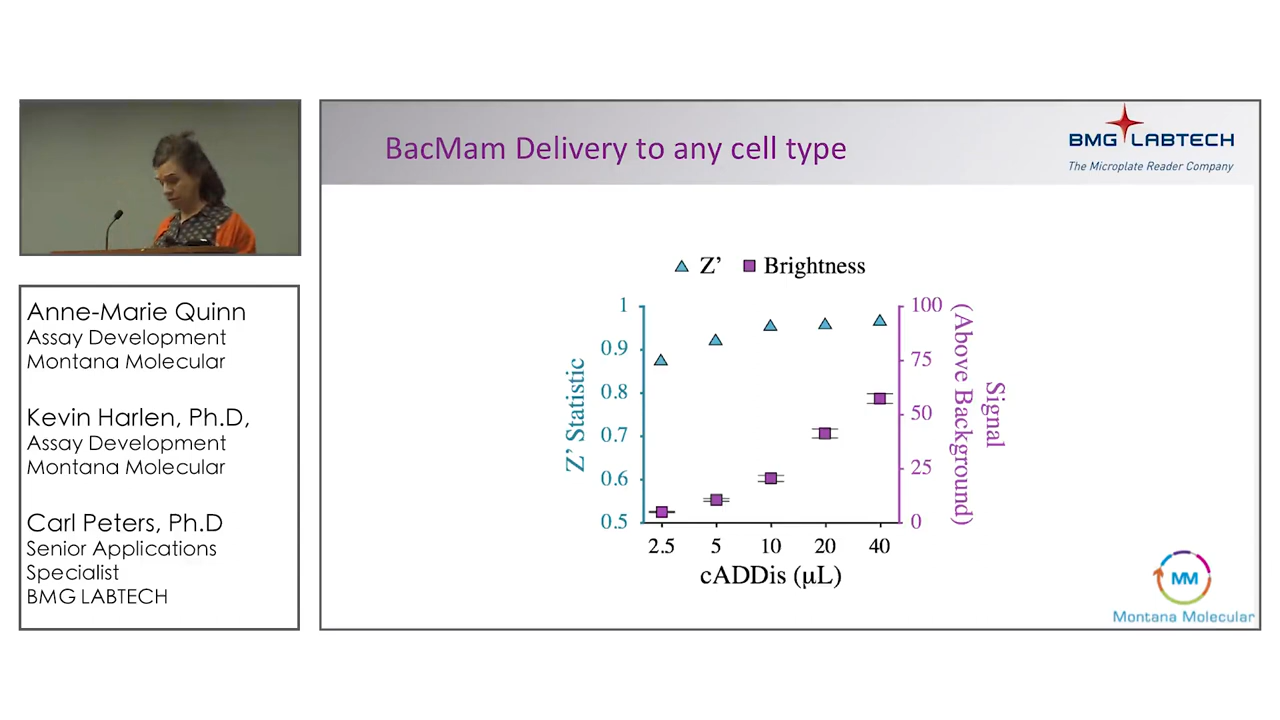 Anne-Marie Quinn
Assay Development
Montana Molecular
Kevin Harlen, Ph.D,
Assay Development
Montana Molecular
Carl Peters, Ph.D
Senior Applications
Specialist
BMG LABTECH
BacMam Delivery to any cell type
BMG LABTECH
The Microplate Reader Company
Z’ Brightness
1
0.9
0.8
0.7
0.6
0.5
Z’ Statistic
100
75
50
25
0
Signal
(Above Background)
2.5 5 10 20 40
cADDis (µL)
MM
Montana Molecular